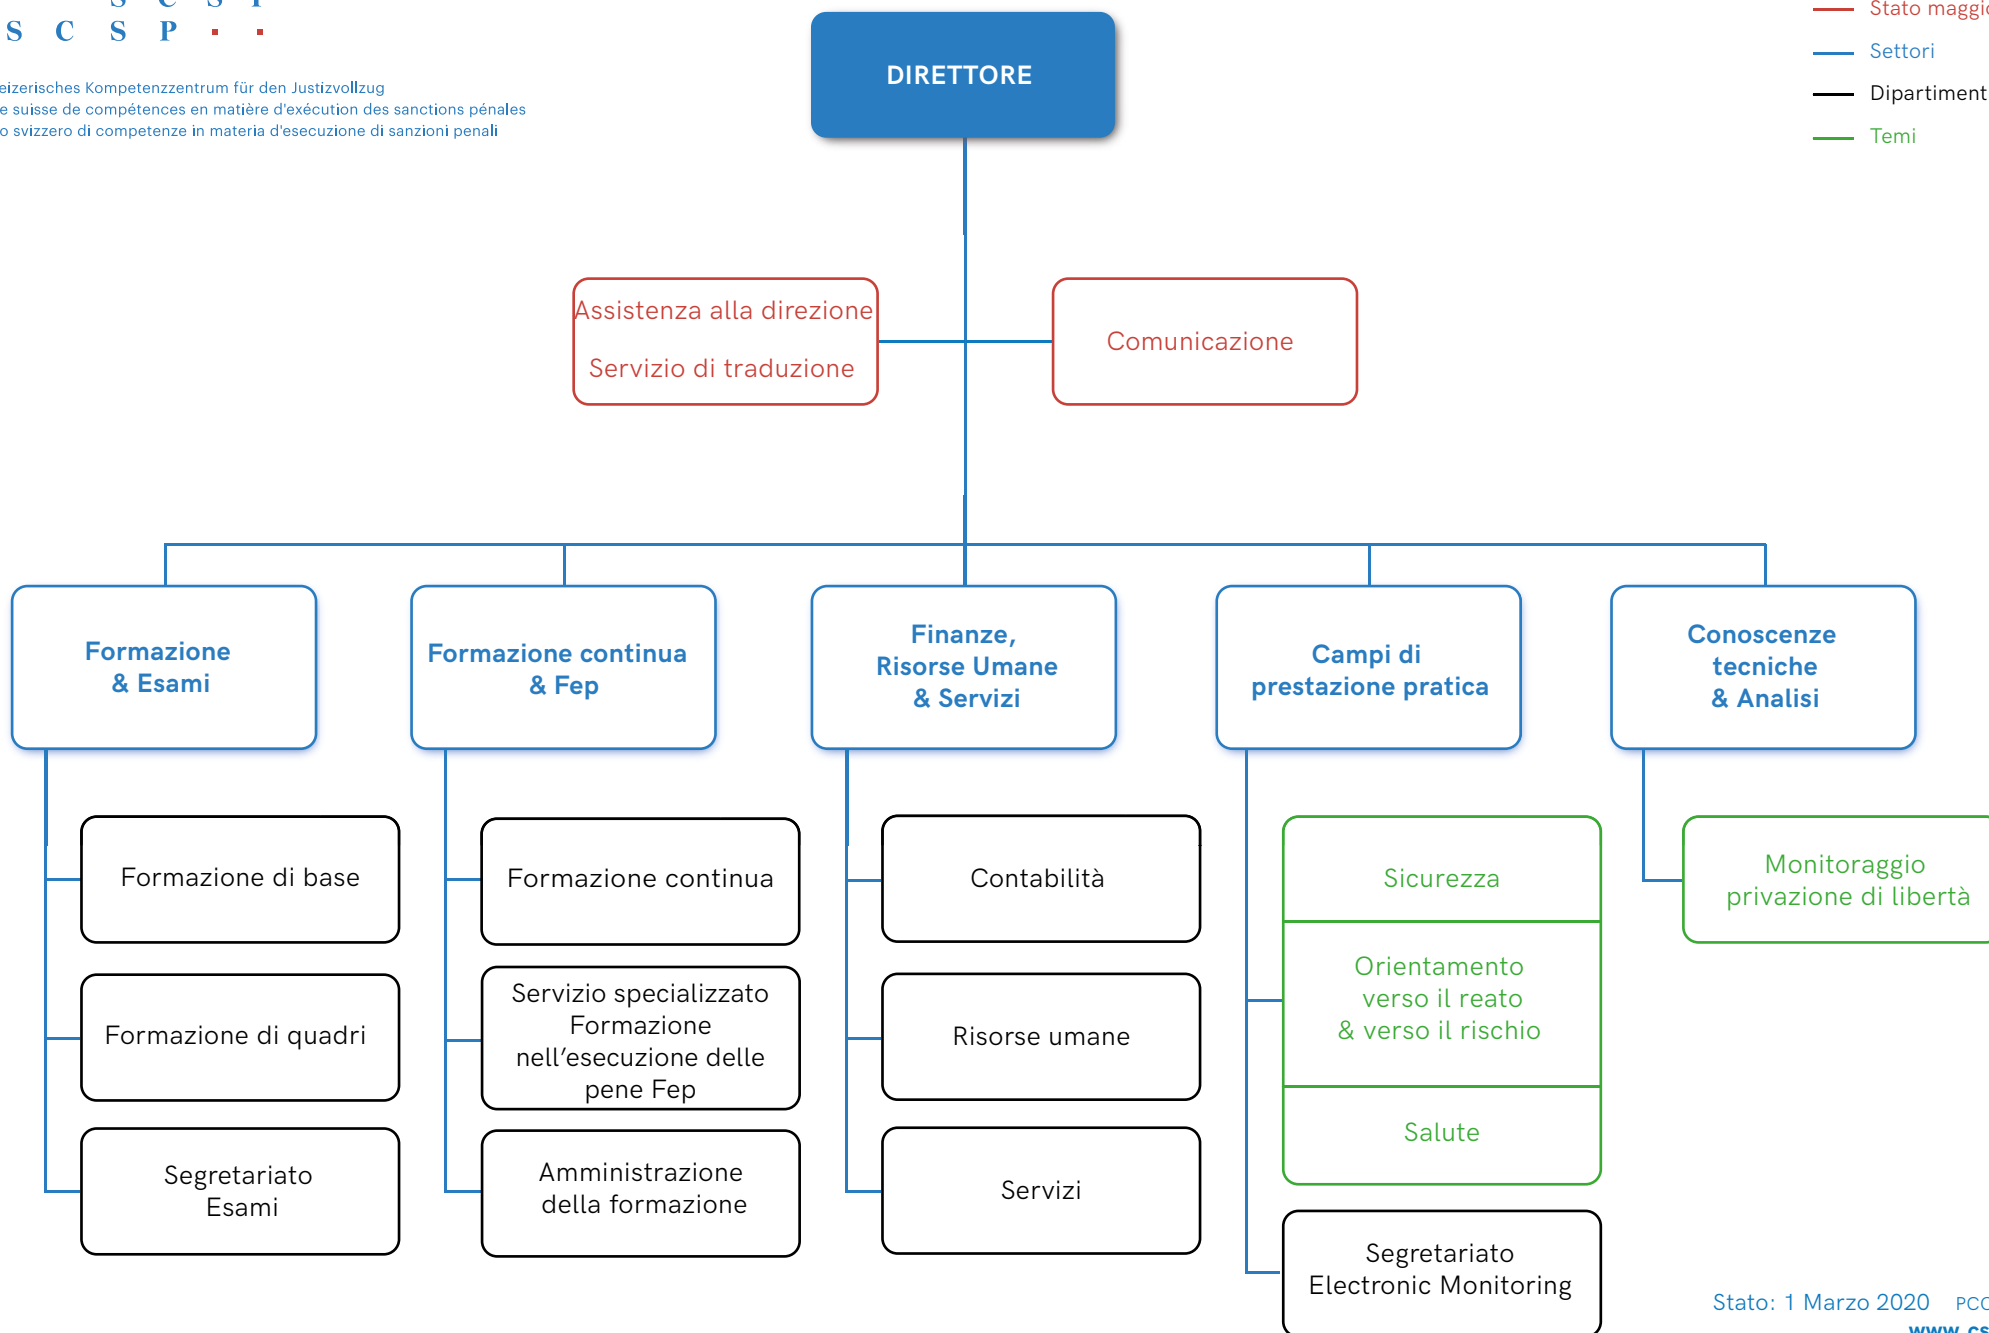 S C S P
eizerisches Kompetenzzentrum für den Justizvollzug
e suisse de compétences en matière d'exécution des sanctions pénales
o svizzero di competenze in materia d'esecuzione di sanzioni penali
DIRETTORE
Stato maggio
Settori
Dipartiment
Temi
Assistenza alla direzione
Servizio di traduzione
Comunicazione
Formazione
& Esami
Formazione continua
& Fep
Finanze,
Risorse Umane
& Servizi
Campi di
prestazione pratica
Conoscenze
tecniche
& Analisi
Formazione di base
Formazione di quadri
Segretariato
Esami
Formazione continua
Servizio specializzato
Formazione
nell’esecuzione delle
pene Fep
Amministrazione
della formazione
Contabilità
Risorse umane
Servizi
Sicurezza
Orientamento
verso il reato
& verso il rischio
Salute
Segretariato
Electronic Monitoring
Monitoraggio
privazione di libertà
Stato: 1 Marzo 2020